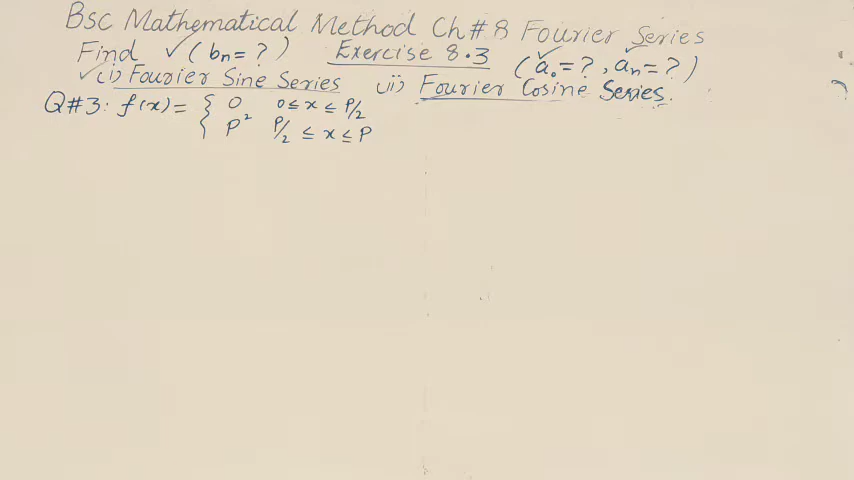 Bsc Mathematical Method Ch # 8 Fourier Series
Find ✓ (bn = ?) Exercise 8.3 (a₀ = ?, an = ?)
✓ (i) Fourier Sine Series (ii) Fourier Cosine Series.
Q#3: f(x) = { 0 0 ≤ x ≤ P/2
P² P/2 ≤ x ≤ P